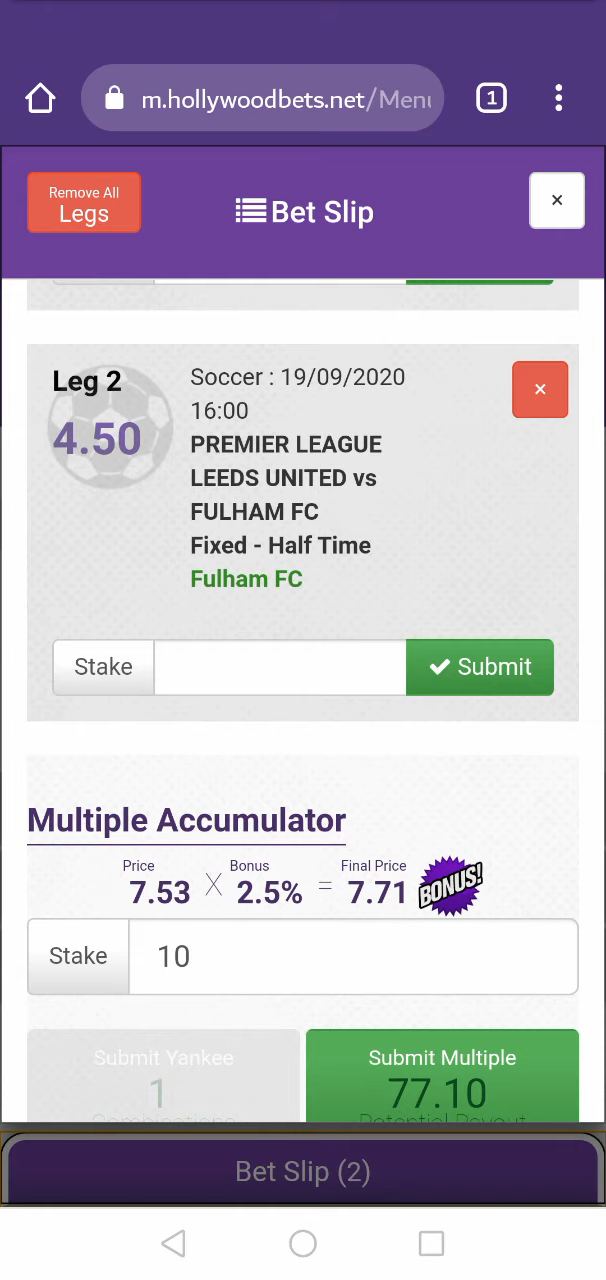 m.hollywoodbets.net/Menu
1
Remove All
Legs
Bet Slip
×
Leg 2
4.50
Soccer : 19/09/2020
16:00
PREMIER LEAGUE
LEEDS UNITED vs
FULHAM FC
Fixed - Half Time
Fulham FC
×
Stake
Submit
Multiple Accumulator
Price Bonus Final Price
7.53 X 2.5% = 7.71 BONUS!
Stake 10
Submit Yankee
1
Combinations
Submit Multiple
77.10
Potential Payout
Bet Slip (2)